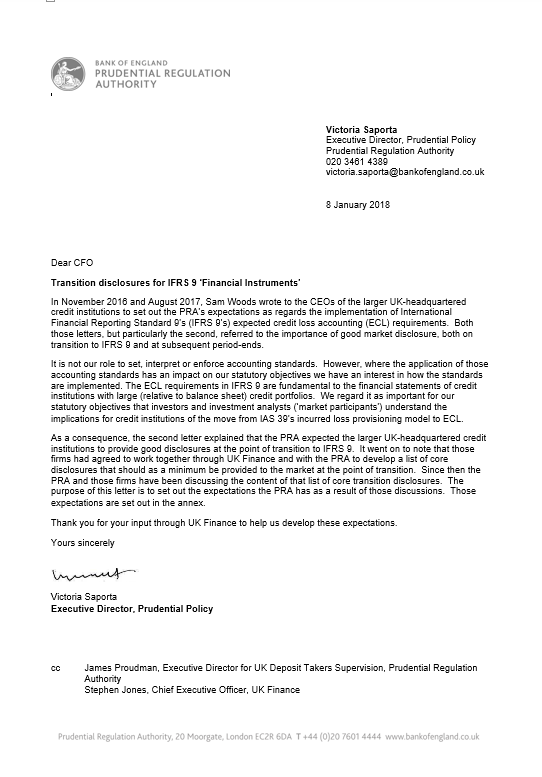 BANK OF ENGLAND
PRUDENTIAL REGULATION
AUTHORITY
Victoria Saporta
Executive Director, Prudential Policy
Prudential Regulation Authority
020 3461 4389
victoria.saporta@bankofengland.co.uk
8 January 2018
Dear CFO
Transition disclosures for IFRS 9 'Financial Instruments'
In November 2016 and August 2017, Sam Woods wrote to the CEOs of the larger UK-headquartered
credit institutions to set out the PRA's expectations as regards the implementation of International
Financial Reporting Standard 9's (IFRS 9's) expected credit loss accounting (ECL) requirements.  Both
those letters, but particularly the second, referred to the importance of good market disclosure, both on
transition to IFRS 9 and at subsequent period-ends.
It is not our role to set, interpret or enforce accounting standards.  However, where the application of those
accounting standards has an impact on our statutory objectives we have an interest in how the standards
are implemented. The ECL requirements in IFRS 9 are fundamental to the financial statements of credit
institutions with large (relative to balance sheet) credit portfolios.  We regard it as important for our
statutory objectives that investors and investment analysts ('market participants') understand the
implications for credit institutions of the move from IAS 39's incurred loss provisioning model to ECL.
As a consequence, the second letter explained that the PRA expected the larger UK-headquartered credit
institutions to provide good disclosures at the point of transition to IFRS 9.  It went on to note that those
firms had agreed to work together through UK Finance and with the PRA to develop a list of core
disclosures that should as a minimum be provided to the market at the point of transition.  Since then the
PRA and those firms have been discussing the content of that list of core transition disclosures.  The
purpose of this letter is to set out the expectations the PRA has as a result of those discussions.  Those
expectations are set out in the annex.
Thank you for your input through UK Finance to help us develop these expectations.
Yours sincerely
Victoria Saporta
Executive Director, Prudential Policy
cc James Proudman, Executive Director for UK Deposit Takers Supervision, Prudential Regulation
Authority
Stephen Jones, Chief Executive Officer, UK Finance
Prudential Regulation Authority, 20 Moorgate, London EC2R 6DA  T +44 (0)20 7601 4444  www.bankofengland.co.uk